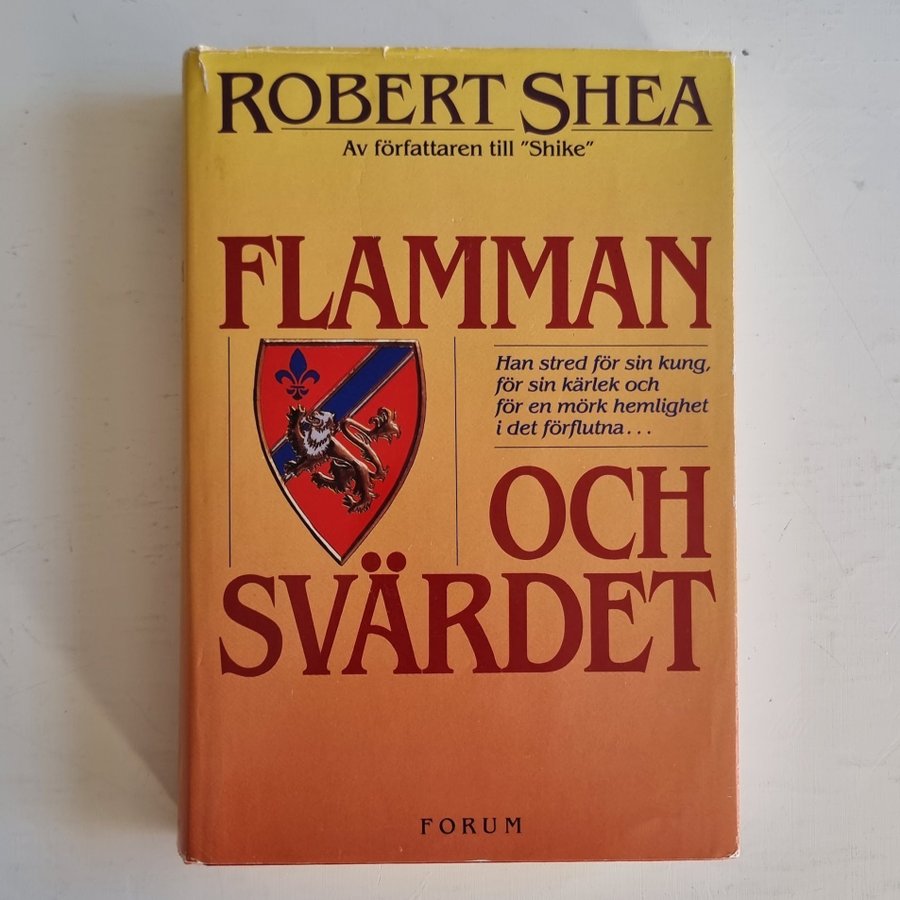 ROBERT SHEA
Av författaren till "Shike"
FLAMMAN
Han stred för sin kung,
för sin kärlek och
för en mörk hemlighet
i det förflutna...
OCH
SVÄRDET
FORUM